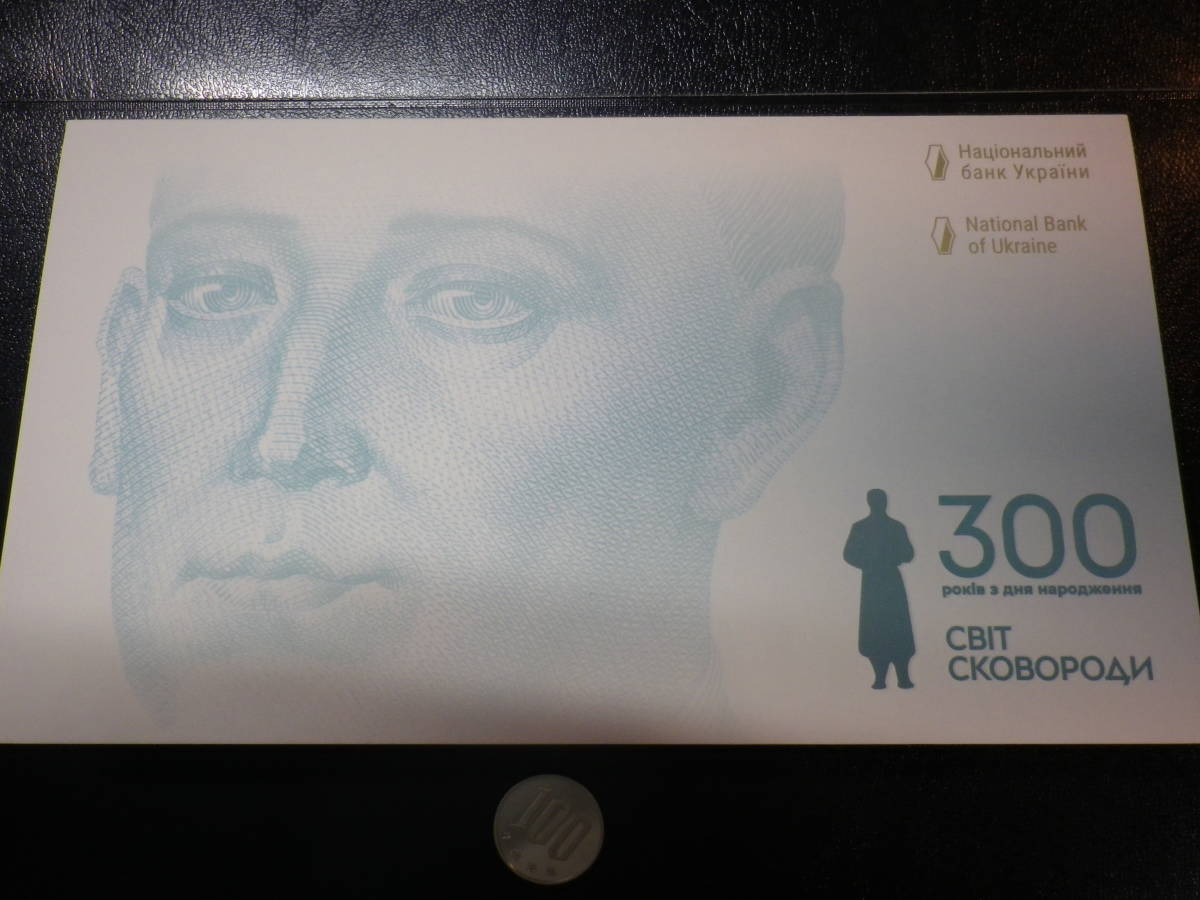 Національний
банк України
National Bank
of Ukraine
300
років з дня народження
СВІТ
СКОВОРОДИ
100